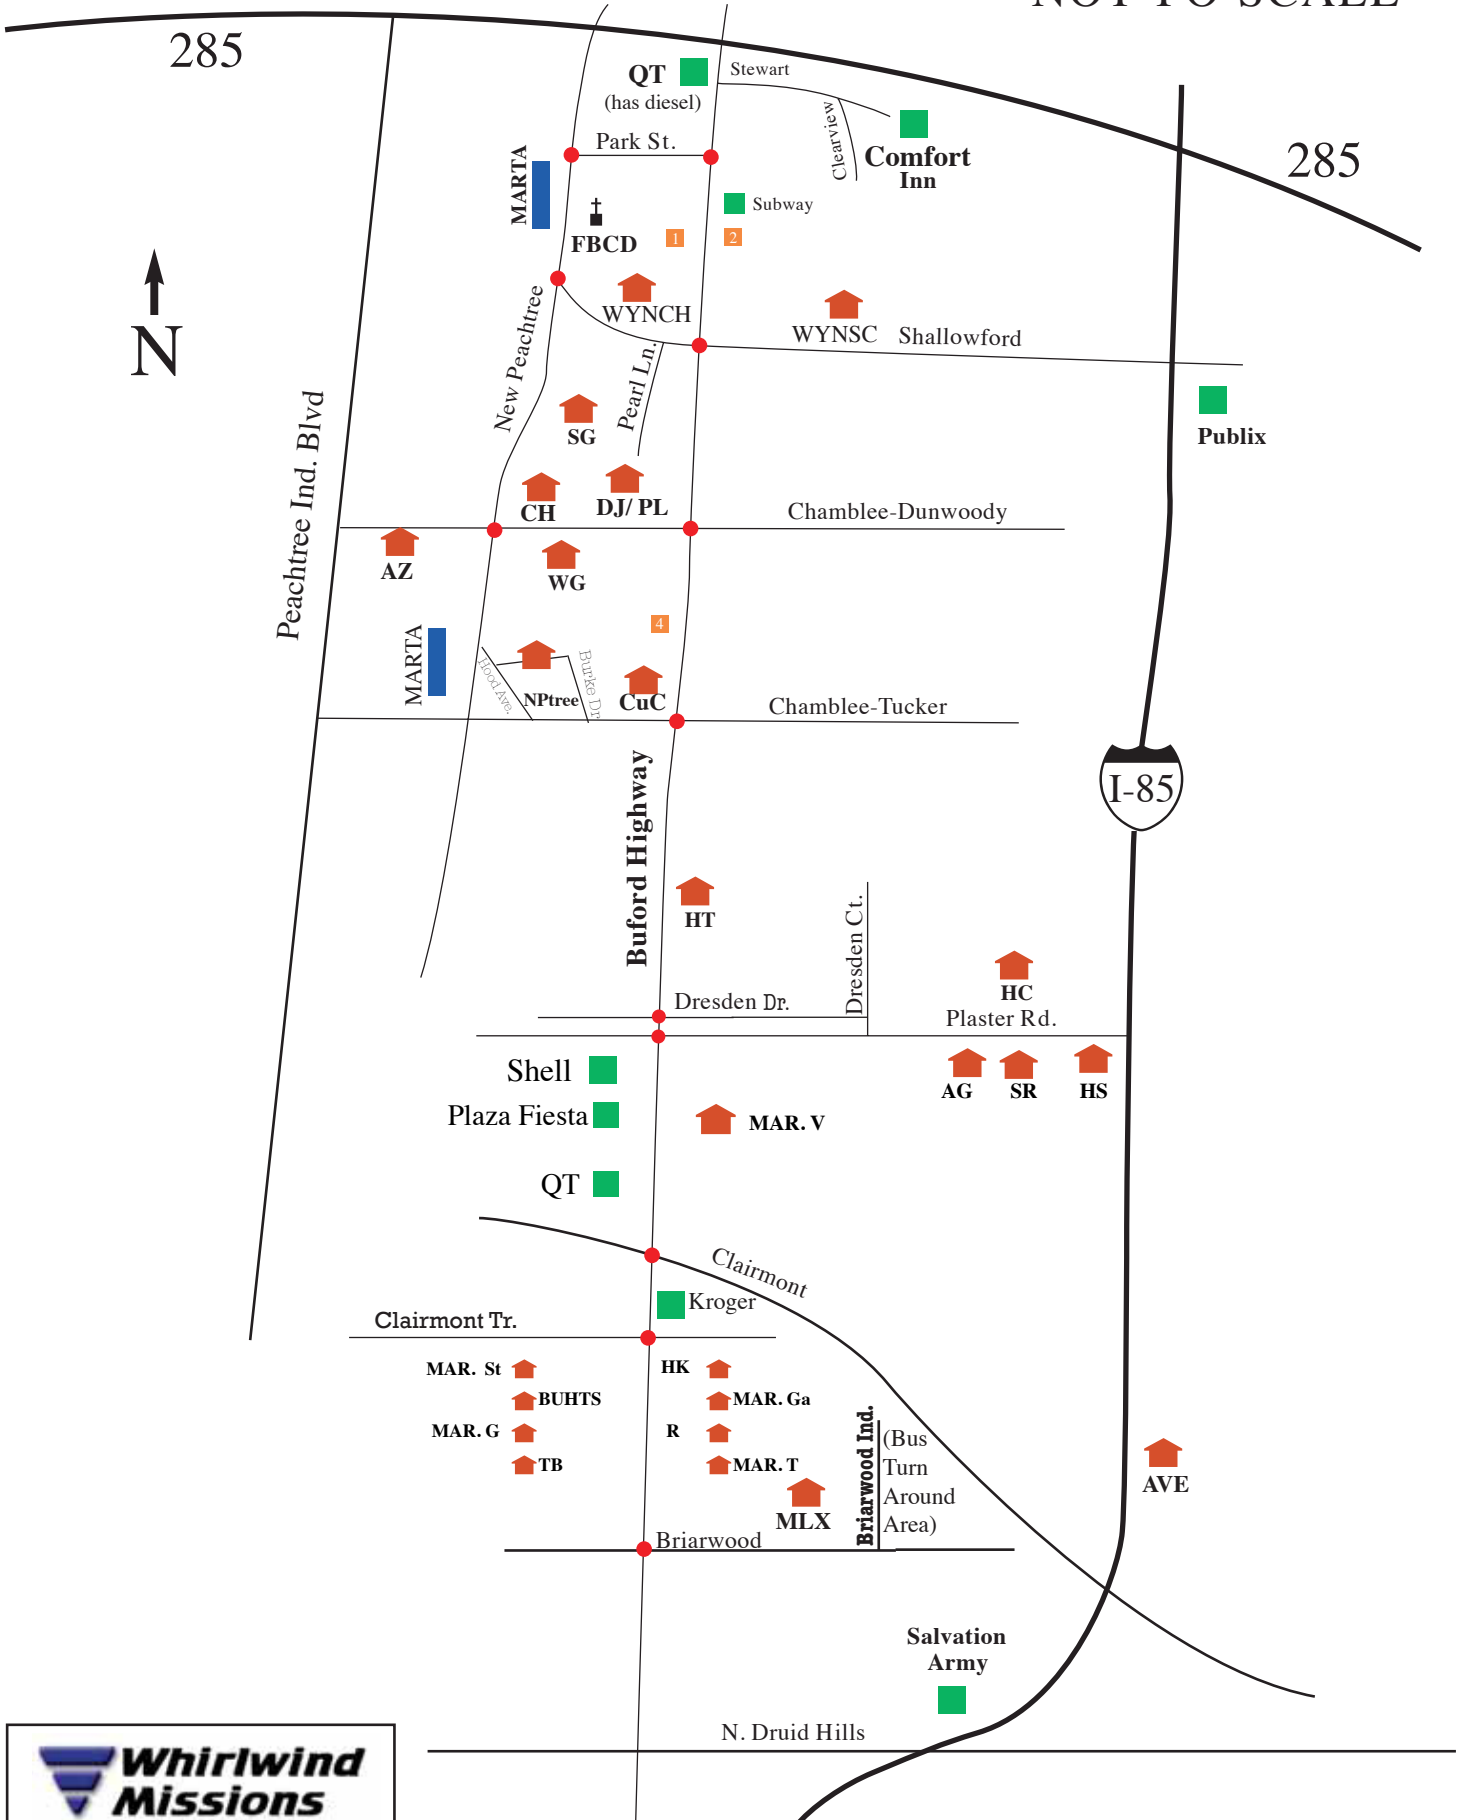 NOT TO SCALE
285
QT
(has diesel)
Stewart
Clearview
Comfort
Inn
285
Park St.
MARTA
Subway
FBCD
1
2
N
WYNCH
WYNSC
Shallowford
New Peachtree
Pearl Ln.
Peachtree Ind. Blvd
SG
Publix
CH
DJ/ PL
Chamblee-Dunwoody
AZ
WG
4
MARTA
Hood Ave.
NPtree
Burke Dr
CuC
Chamblee-Tucker
Buford Highway
I-85
HT
Dresden Ct.
HC
Dresden Dr.
Plaster Rd.
Shell
AG
SR
HS
Plaza Fiesta
MAR. V
QT
Clairmont
Kroger
Clairmont Tr.
MAR. St
HK
BUHTS
MAR. Ga
MAR. G
R
TB
MAR. T
MLX
Briarwood Ind.
(Bus
Turn
Around
Area)
AVE
Briarwood
Salvation
Army
N. Druid Hills
Whirlwind
Missions